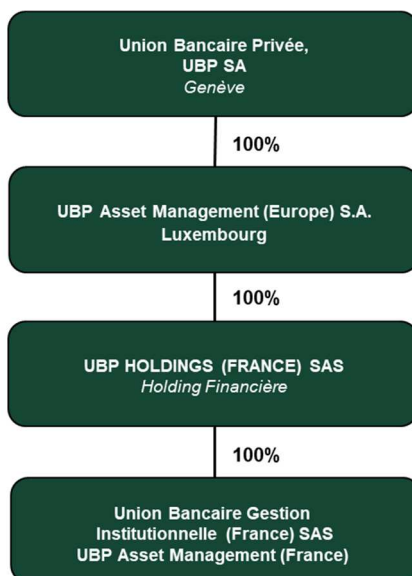 Union Bancaire Privée,
UBP SA
Genève
100%
UBP Asset Management (Europe) S.A.
Luxembourg
100%
UBP HOLDINGS (FRANCE) SAS
Holding Financière
100%
Union Bancaire Gestion
Institutionnelle (France) SAS
UBP Asset Management (France)